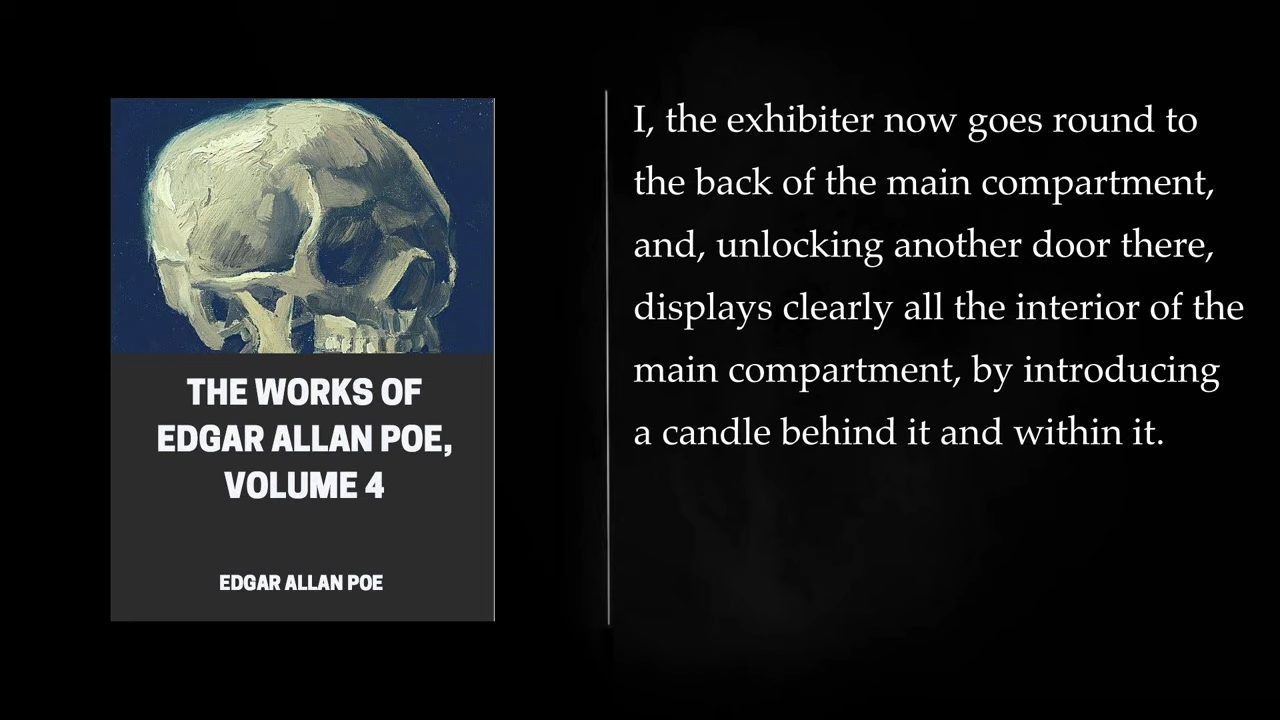 THE WORKS OF
EDGAR ALLAN POE,
VOLUME 4
EDGAR ALLAN POE
I, the exhibiter now goes round to
the back of the main compartment,
and, unlocking another door there,
displays clearly all the interior of the
main compartment, by introducing
a candle behind it and within it.